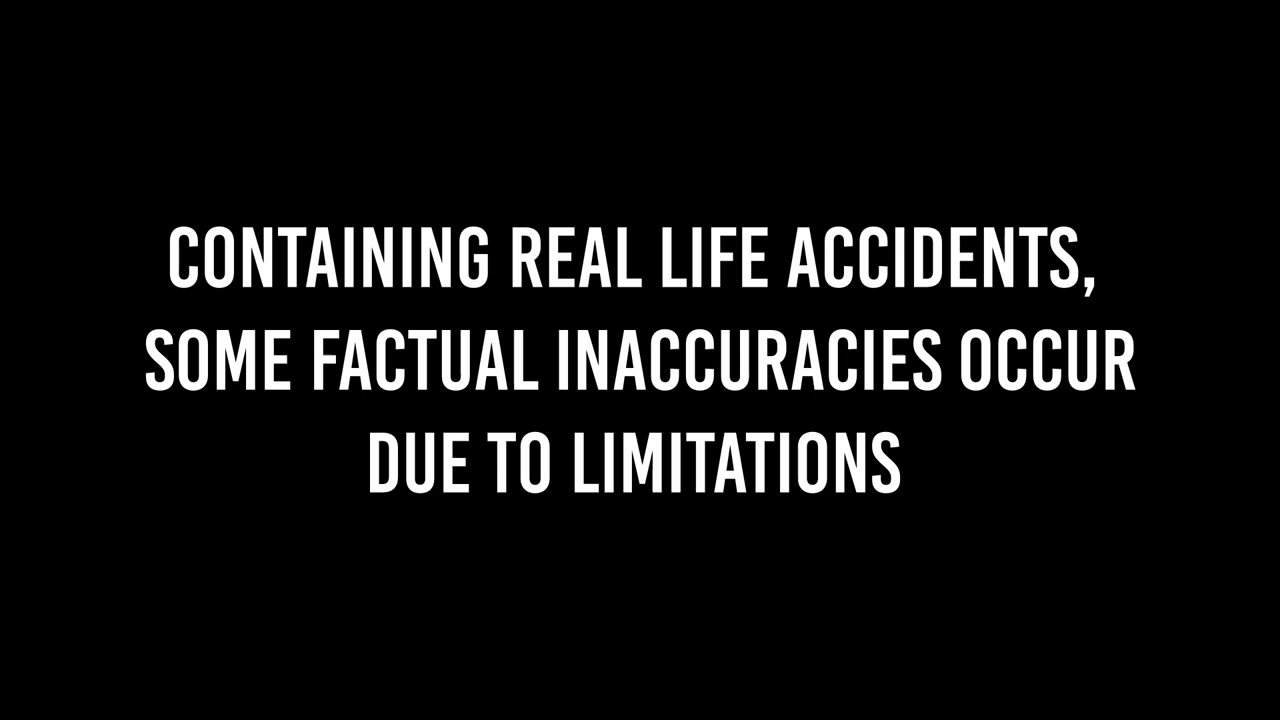 CONTAINING REAL LIFE ACCIDENTS,
SOME FACTUAL INACCURACIES OCCUR
DUE TO LIMITATIONS